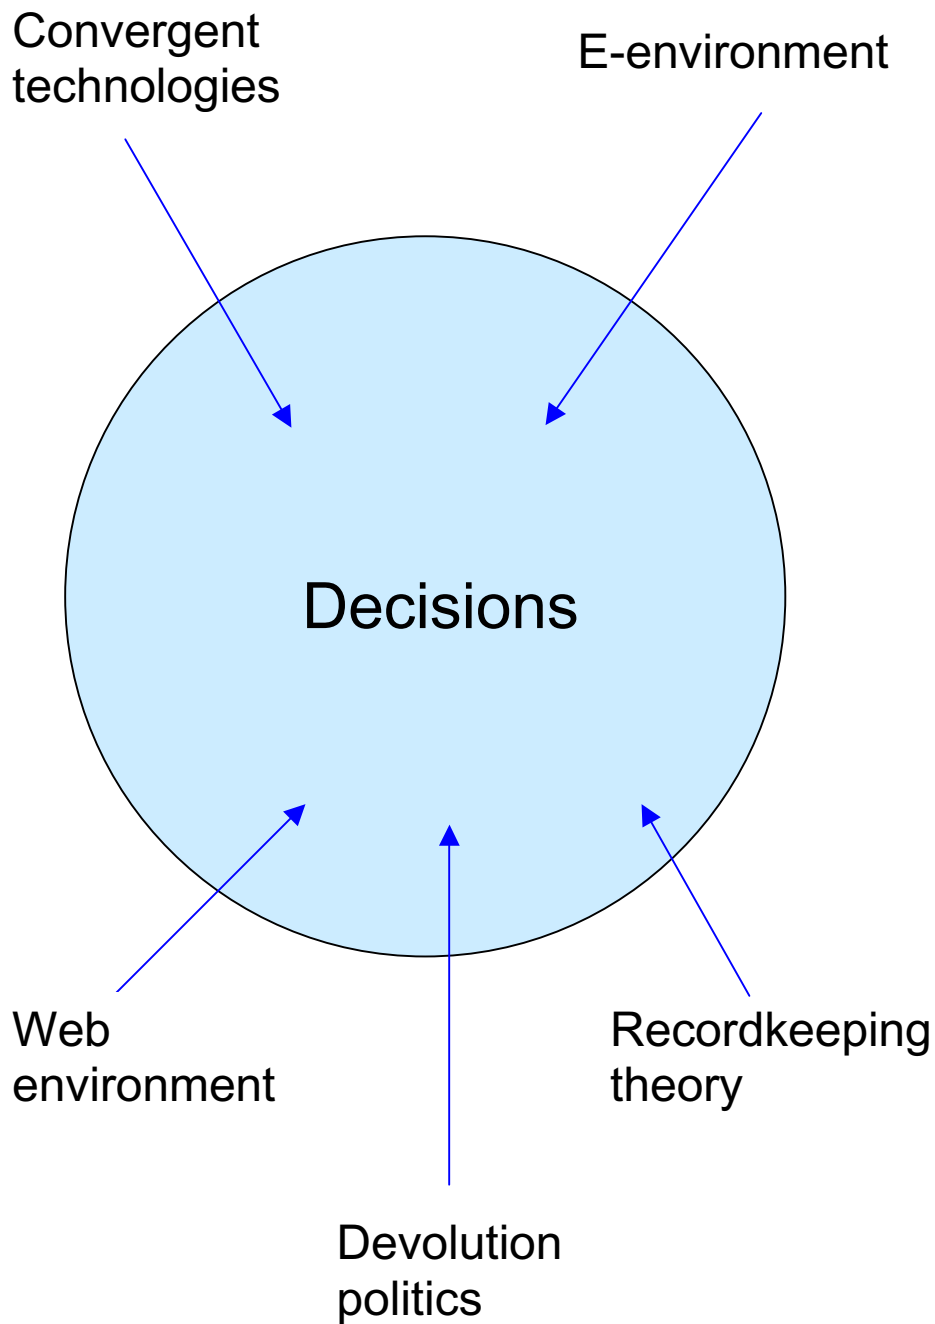 Convergent
technologies
E-environment
Decisions
Web
environment
Recordkeeping
theory
Devolution
politics